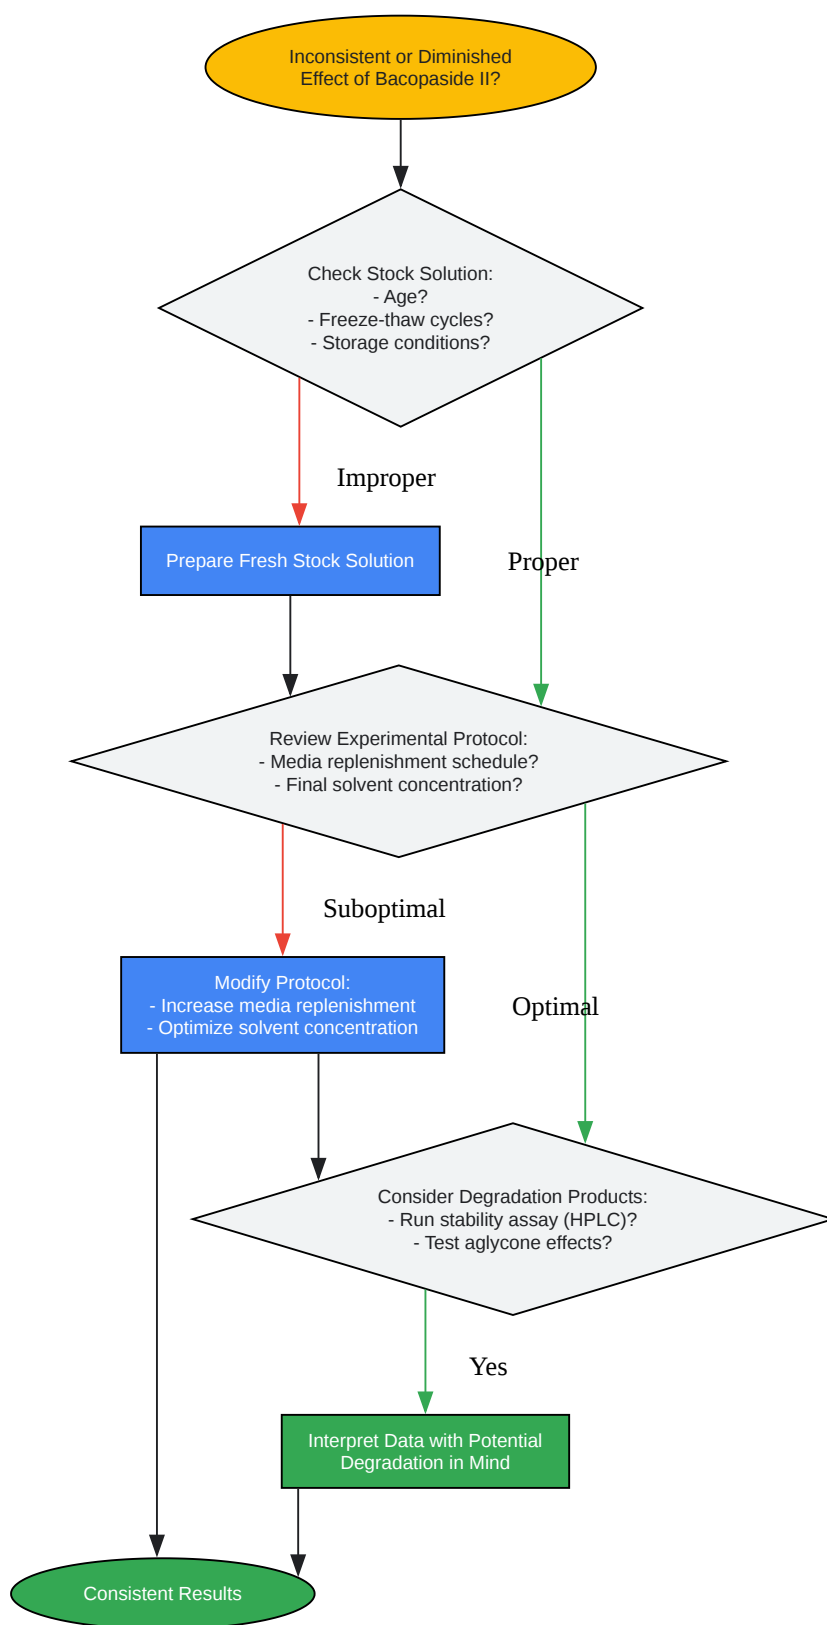 Inconsistent or Diminished
Effect of Bacopaside II?
Check Stock Solution:
- Age?
- Freeze-thaw cycles?
- Storage conditions?
Improper
Prepare Fresh Stock Solution
Proper
Review Experimental Protocol:
- Media replenishment schedule?
- Final solvent concentration?
Suboptimal
Modify Protocol:
- Increase media replenishment
- Optimize solvent concentration
Optimal
Consider Degradation Products:
- Run stability assay (HPLC)?
- Test aglycone effects?
Yes
Interpret Data with Potential
Degradation in Mind
Consistent Results